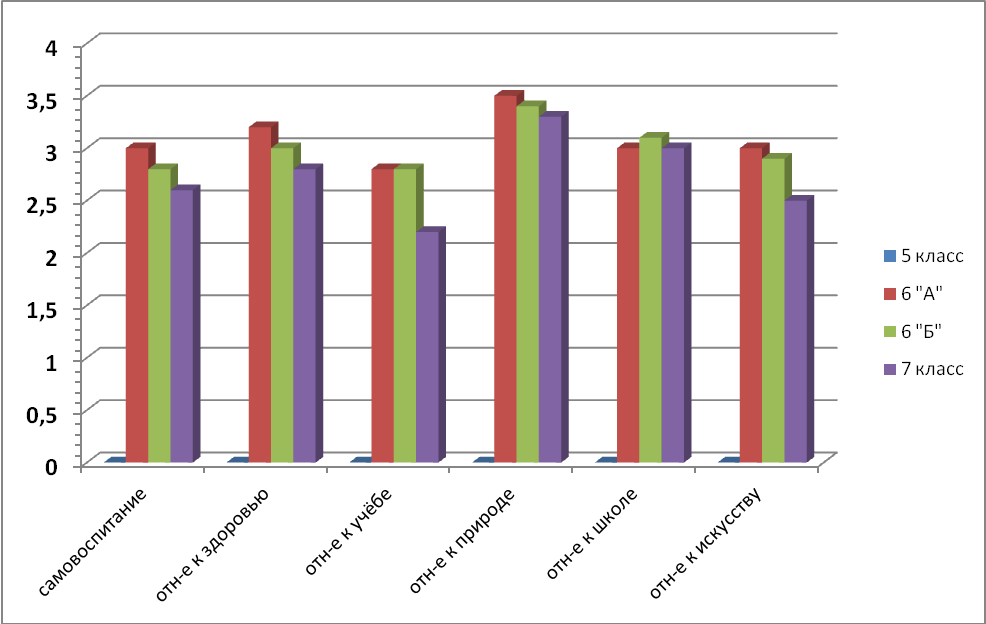 4
3,5
3
2,5
2
1,5
1
0,5
0
самовоспитание
отн-е к здоровью
отн-е к учёбе
отн-е к природе
отн-е к школе
отн-е к искусству
5 класс
6 "А"
6 "Б"
7 класс